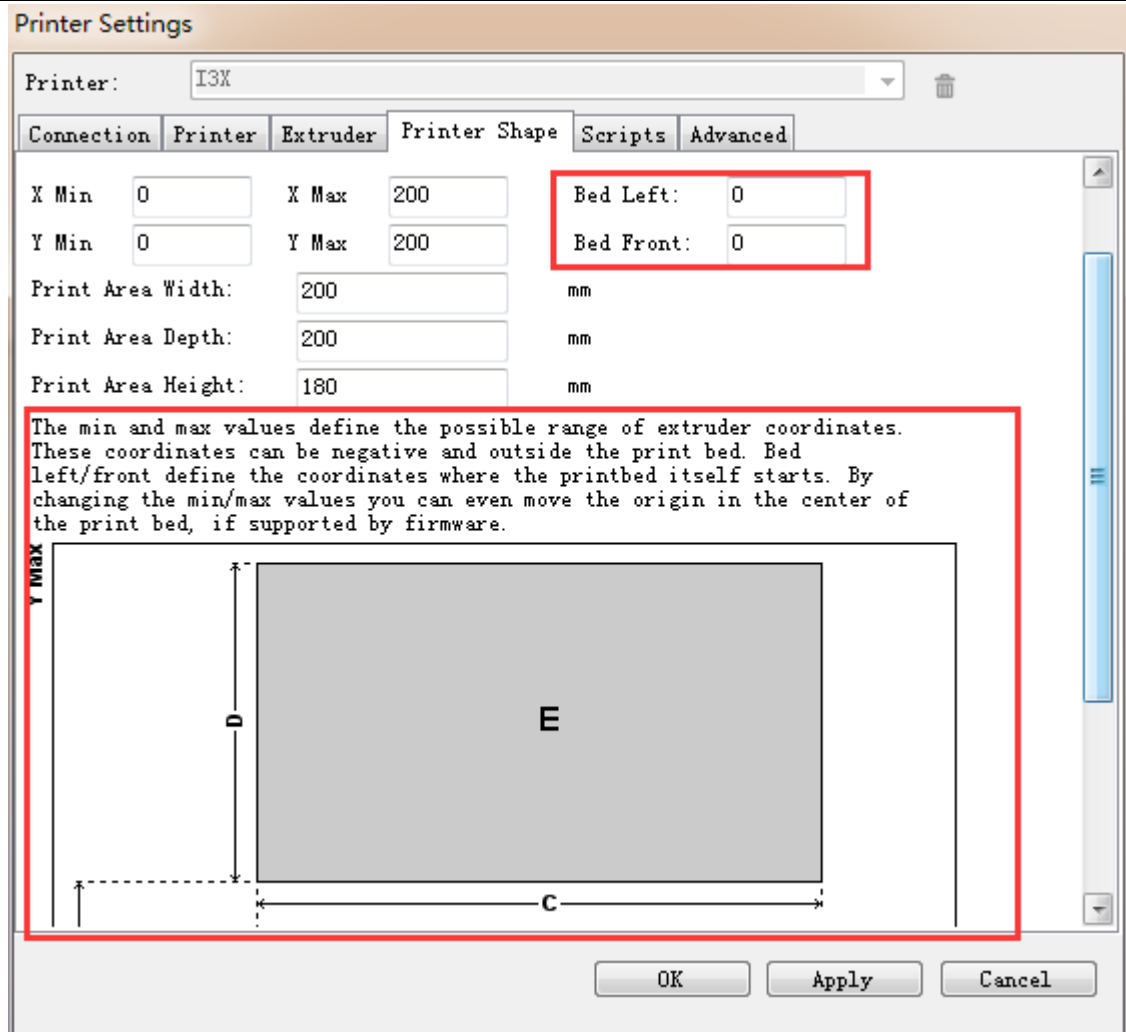 Printer Settings
Printer: I3X
Connection Printer Extruder Printer Shape Scripts Advanced
X Min 0 X Max 200 Bed Left: 0
Y Min 0 Y Max 200 Bed Front: 0
Print Area Width: 200 mm
Print Area Depth: 200 mm
Print Area Height: 180 mm
The min and max values define the possible range of extruder coordinates.
These coordinates can be negative and outside the print bed. Bed
left/front define the coordinates where the printbed itself starts. By
changing the min/max values you can even move the origin in the center of
the print bed, if supported by firmware.
Y Max
D
E
C
OK Apply Cancel